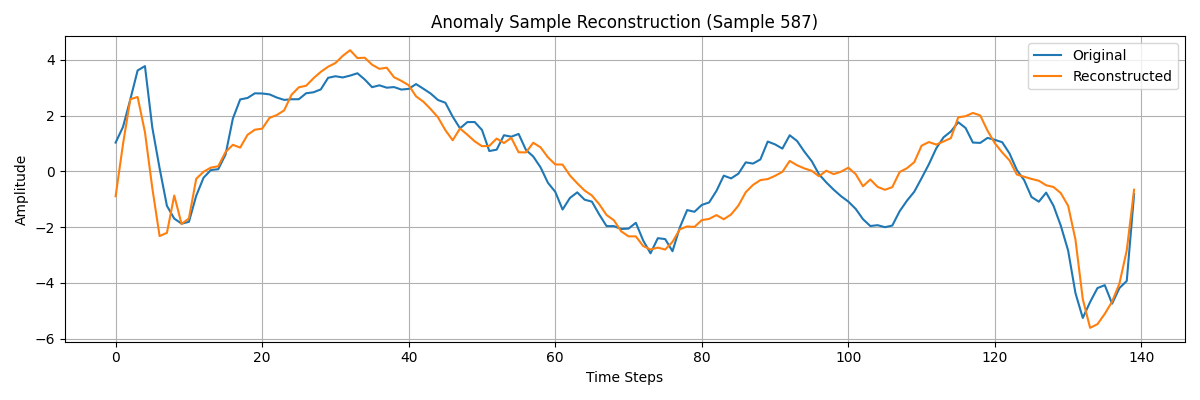 Anomaly Sample Reconstruction (Sample 587)
Original
Reconstructed
Amplitude
4
2
0
−2
−4
−6
0 20 40 60 80 100 120 140
Time Steps